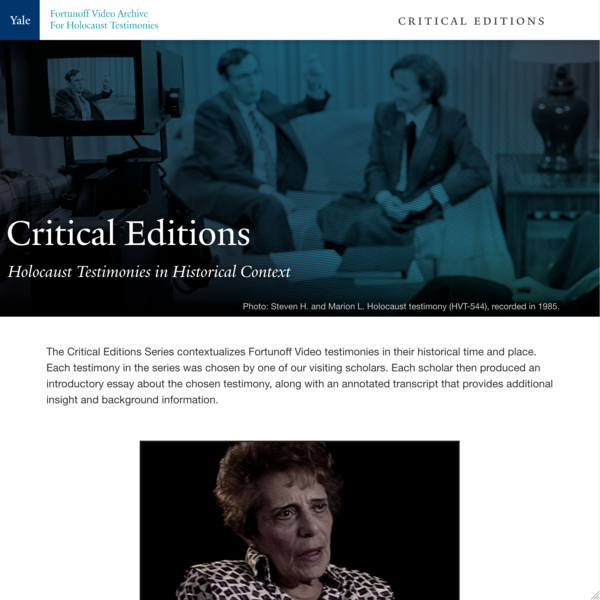 Yale
Fortunoff Video Archive
For Holocaust Testimonies
CRITICAL EDITIONS
Critical Editions
Holocaust Testimonies in Historical Context
Photo: Steven H. and Marion L. Holocaust testimony (HVT-544), recorded in 1985.
The Critical Editions Series contextualizes Fortunoff Video testimonies in their historical time and place.
Each testimony in the series was chosen by one of our visiting scholars. Each scholar then produced an
introductory essay about the chosen testimony, along with an annotated transcript that provides additional
insight and background information.